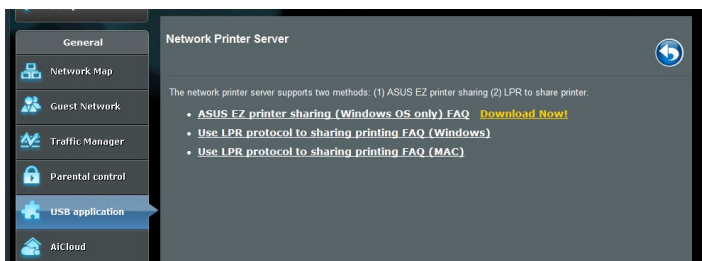 General
Network Map
Guest Network
Traffic Manager
Parental control
USB application
AiCloud
Network Printer Server
The network printer server supports two methods: (1) ASUS EZ printer sharing (2) LPR to share printer.
ASUS EZ printer sharing (Windows OS only) FAQ Download Now!
Use LPR protocol to sharing printing FAQ (Windows)
Use LPR protocol to sharing printing FAQ (MAC)